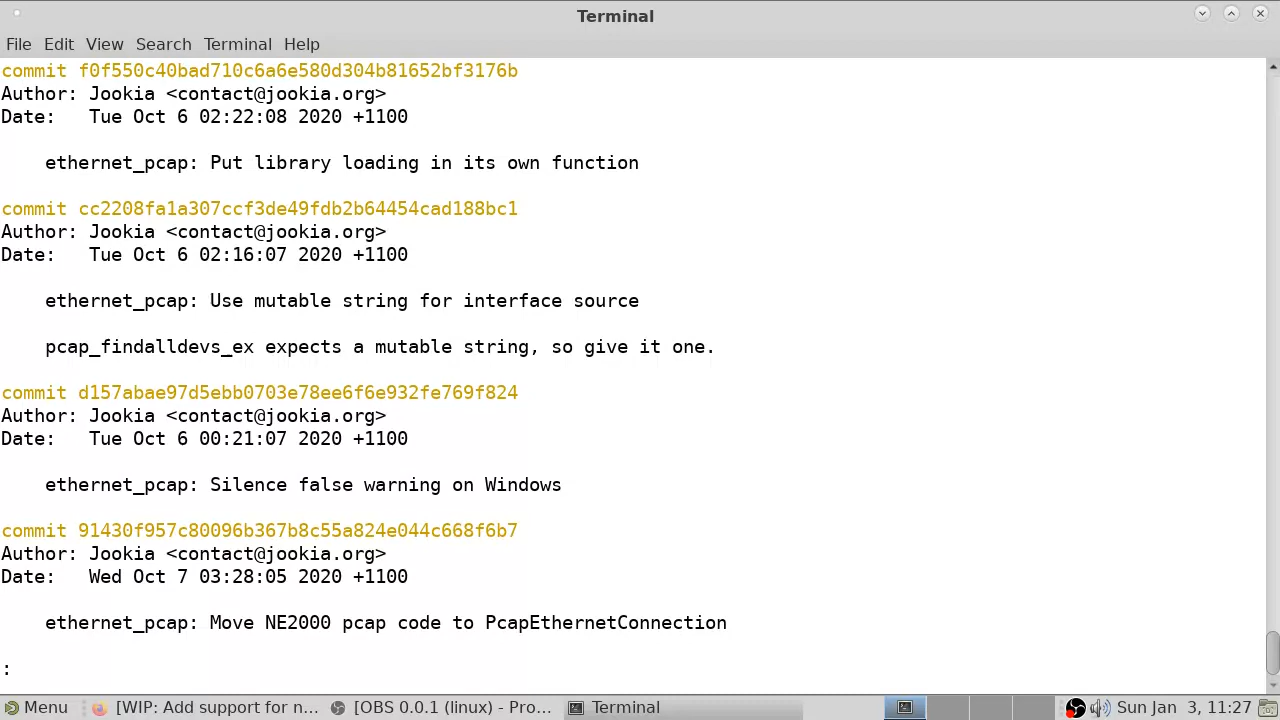 Terminal
File Edit View Search Terminal Help
commit f0f550c40bad710c6a6e580d304b81652bf3176b
Author: Jookia <contact@jookia.org>
Date:   Tue Oct 6 02:22:08 2020 +1100
ethernet_pcap: Put library loading in its own function
commit cc2208fa1a307ccf3de49fdb2b64454cad188bc1
Author: Jookia <contact@jookia.org>
Date:   Tue Oct 6 02:16:07 2020 +1100
ethernet_pcap: Use mutable string for interface source
pcap_findalldevs_ex expects a mutable string, so give it one.
commit d157abae97d5ebb0703e78ee6f6e932fe769f824
Author: Jookia <contact@jookia.org>
Date:   Tue Oct 6 00:21:07 2020 +1100
ethernet_pcap: Silence false warning on Windows
commit 91430f957c80096b367b8c55a824e044c668f6b7
Author: Jookia <contact@jookia.org>
Date:   Wed Oct 7 03:28:05 2020 +1100
ethernet_pcap: Move NE2000 pcap code to PcapEthernetConnection
:
Menu [WIP: Add support for n... [OBS 0.0.1 (linux) - Pro... Terminal Sun Jan  3, 11:27